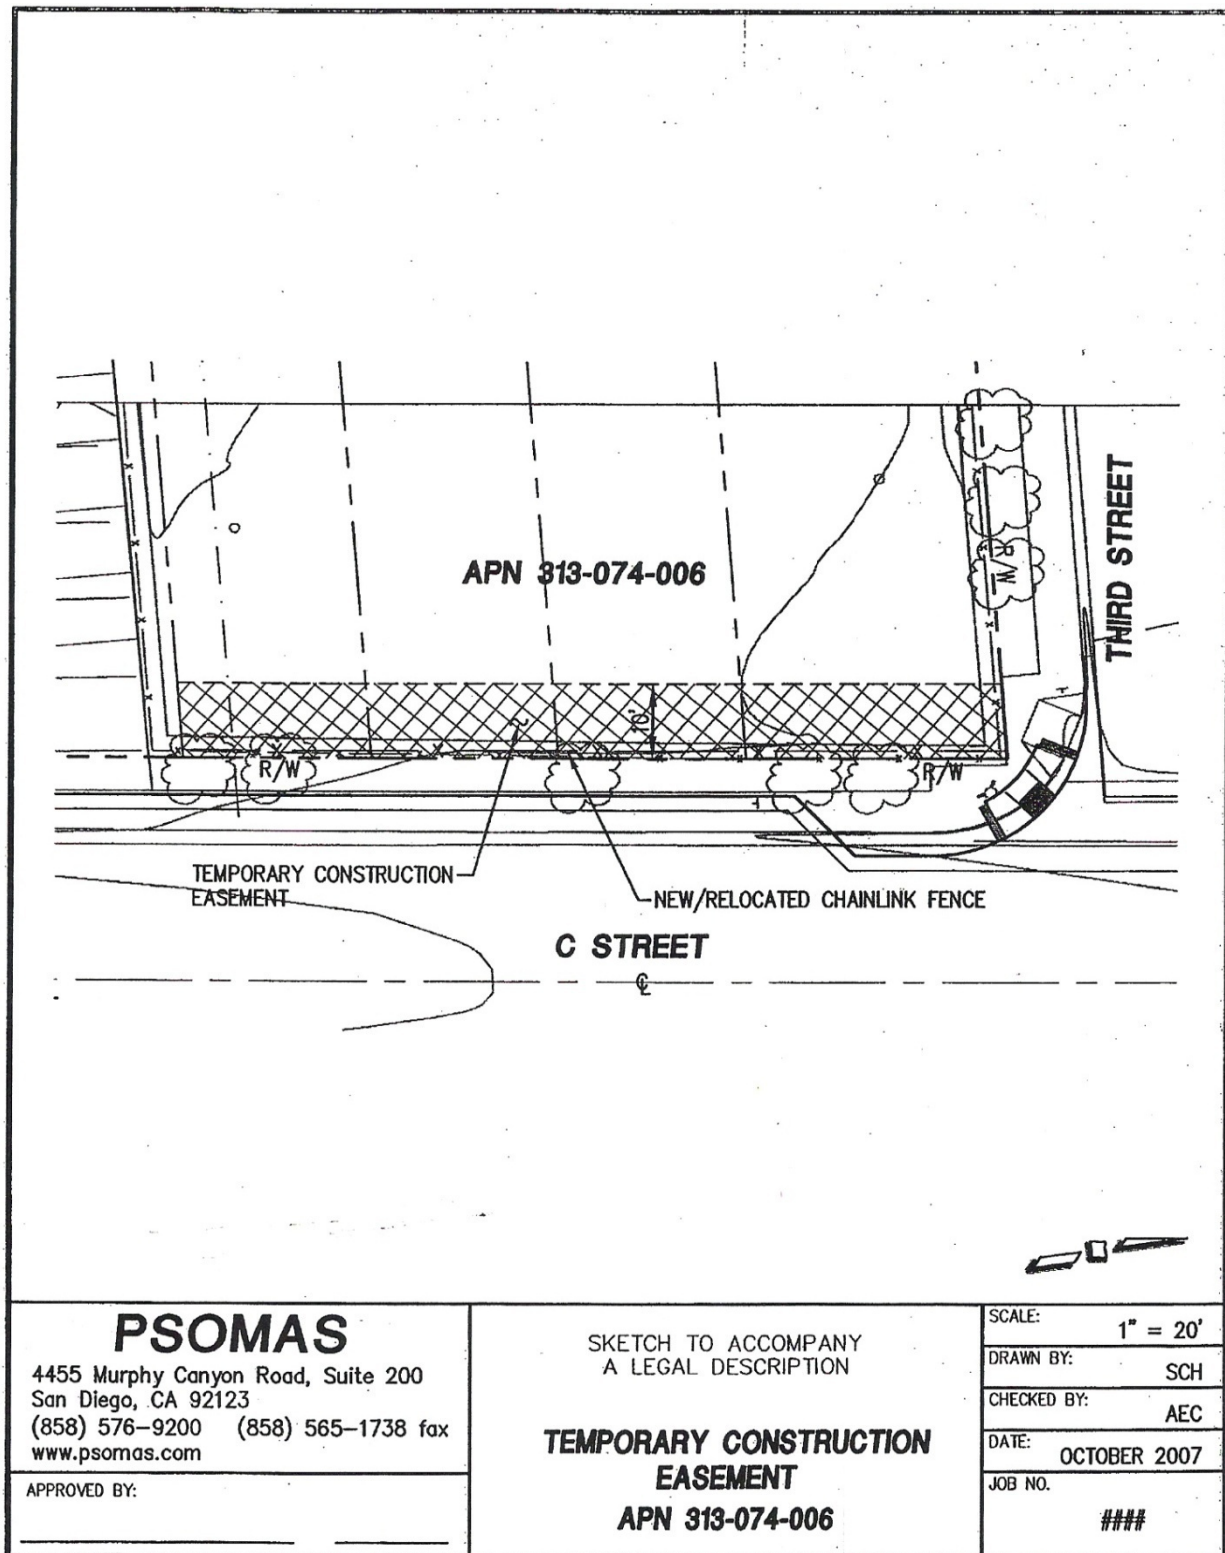 THIRD STREET
R/W
APN 313-074-006
10'
R/W
R/W
TEMPORARY CONSTRUCTION
EASEMENT
NEW/RELOCATED CHAINLINK FENCE
C STREET
℄
PSOMAS
4455 Murphy Canyon Road, Suite 200
San Diego, CA 92123
(858) 576-9200 (858) 565-1738 fax
www.psomas.com
APPROVED BY:
SKETCH TO ACCOMPANY
A LEGAL DESCRIPTION
TEMPORARY CONSTRUCTION
EASEMENT
APN 313-074-006
SCALE:
1" = 20'
DRAWN BY:
SCH
CHECKED BY:
AEC
DATE:
OCTOBER 2007
JOB NO.
####